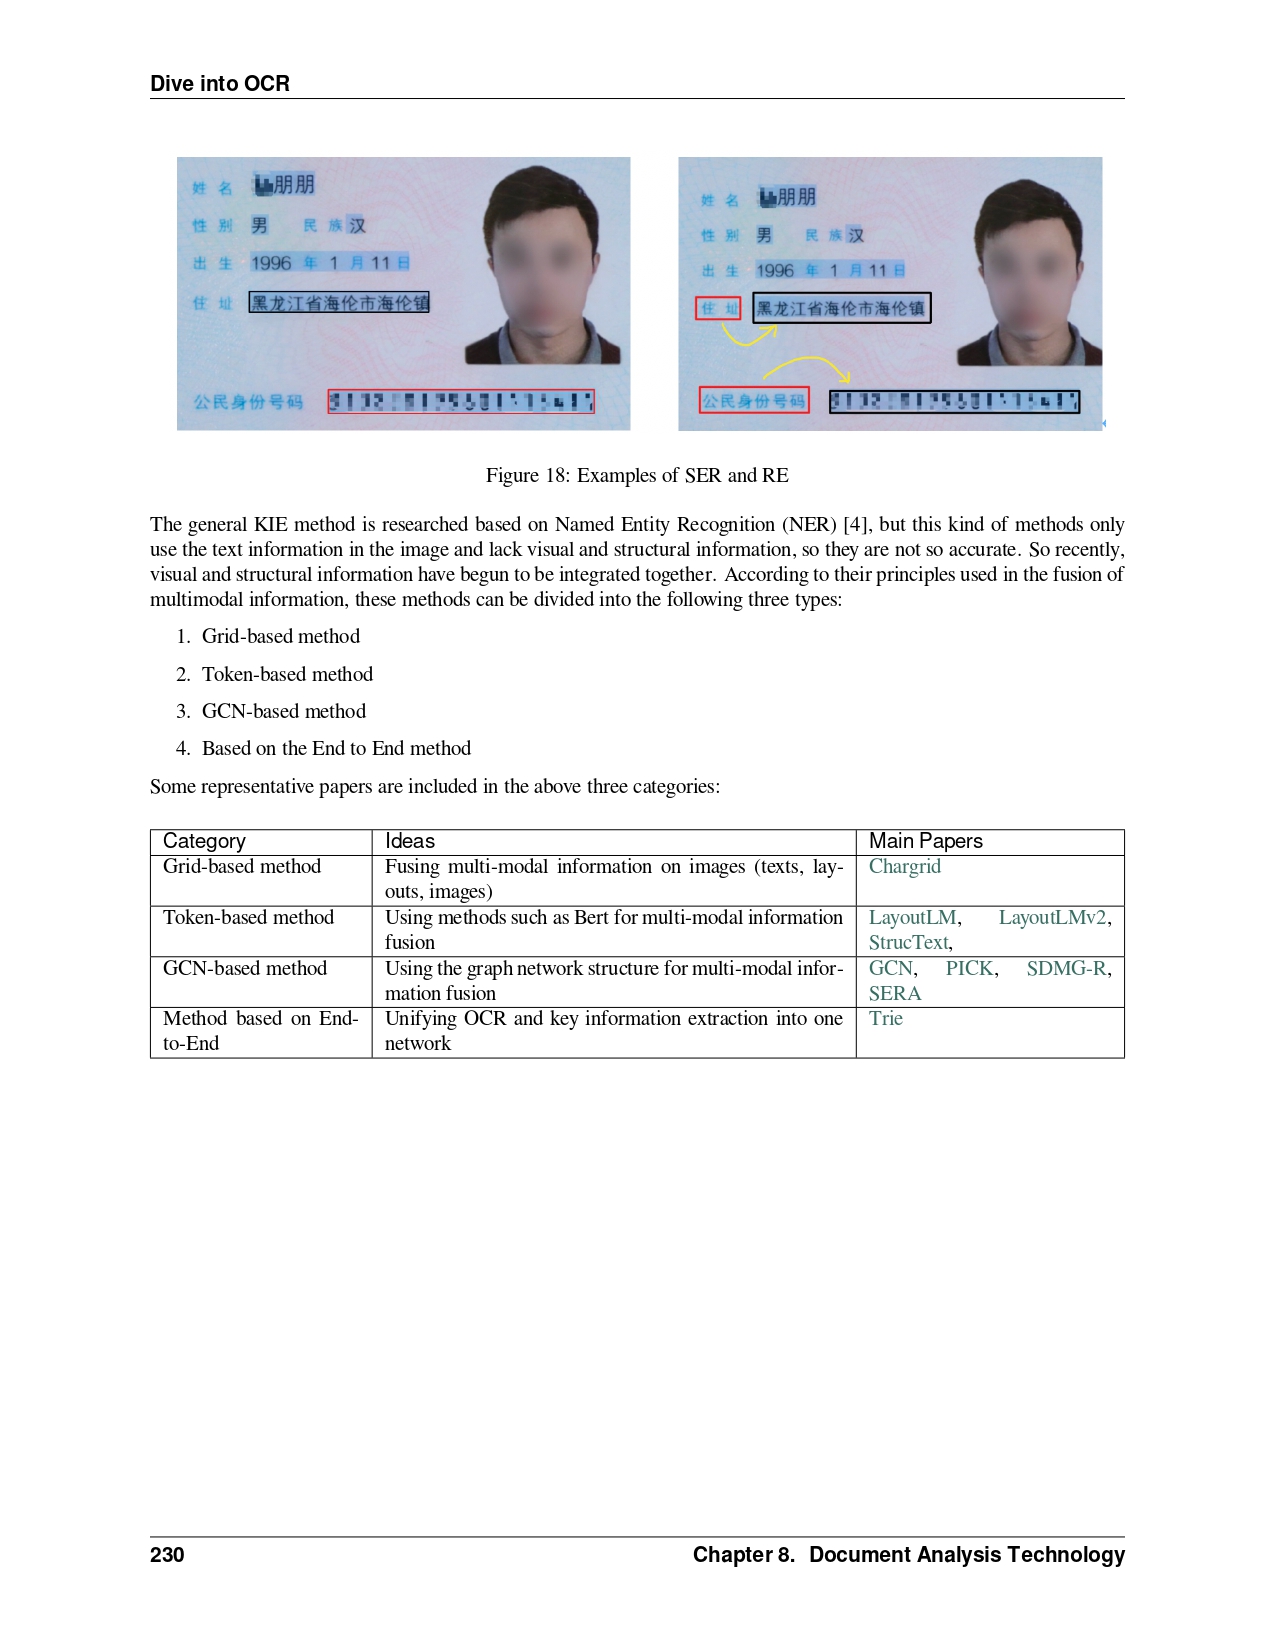 Dive into OCR
姓 名 朋朋
性 别 男 民 族 汉
出 生 1996 年 1 月 11 日
住 址 黑龙江省海伦市海伦镇
公民身份号码
姓 名 朋朋
性 别 男 民 族 汉
出 生 1996 年 1 月 11 日
住 址 黑龙江省海伦市海伦镇
公民身份号码
Figure 18: Examples of SER and RE
The general KIE method is researched based on Named Entity Recognition (NER) [4], but this kind of methods only
use the text information in the image and lack visual and structural information, so they are not so accurate. So recently,
visual and structural information have begun to be integrated together. According to their principles used in the fusion of
multimodal information, these methods can be divided into the following three types:
1. Grid-based method
2. Token-based method
3. GCN-based method
4. Based on the End to End method
Some representative papers are included in the above three categories:
Category Ideas Main Papers
Grid-based method Fusing multi-modal information on images (texts, lay-
outs, images) Chargrid
Token-based method Using methods such as Bert for multi-modal information
fusion LayoutLM, LayoutLMv2,
StrucText,
GCN-based method Using the graph network structure for multi-modal infor-
mation fusion GCN, PICK, SDMG-R,
SERA
Method based on End-
to-End Unifying OCR and key information extraction into one
network Trie
230 Chapter 8. Document Analysis Technology